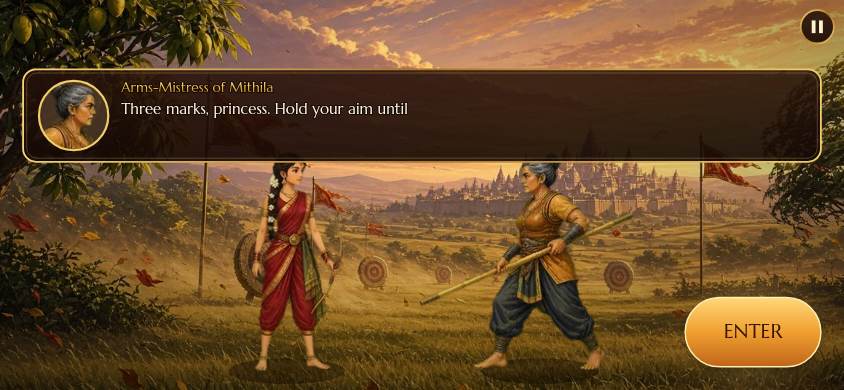 Arms-Mistress of Mithila
Three marks, princess. Hold your aim until
ENTER